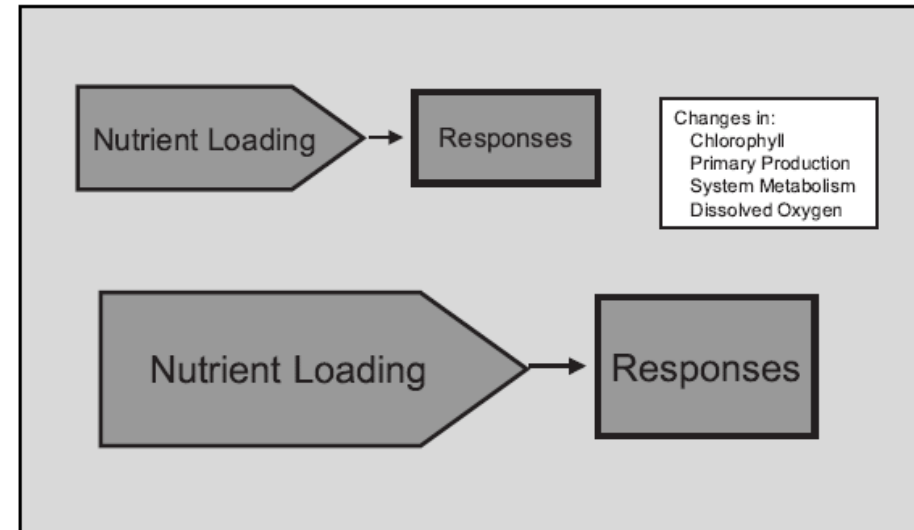 Nutrient Loading
Responses
Changes in:
Chlorophyll
Primary Production
System Metabolism
Dissolved Oxygen
Nutrient Loading
Responses